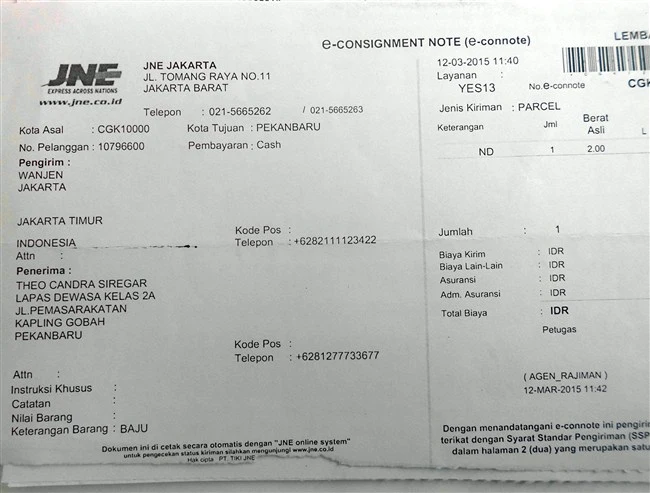 e-CONSIGNMENT NOTE (e-connote)
JNE
EXPRESS ACROSS NATIONS
www.jne.co.id
JNE JAKARTA
JL. TOMANG RAYA NO.11
JAKARTA BARAT
Telepon : 021-5665262 / 021-5665263
Kota Asal : CGK10000 Kota Tujuan : PEKANBARU
No. Pelanggan : 10796600 Pembayaran : Cash
Pengirim :
WANJEN
JAKARTA
JAKARTA TIMUR
Kode Pos :
INDONESIA Telepon : +6282111123422
Attn :
Penerima :
THEO CANDRA SIREGAR
LAPAS DEWASA KELAS 2A
JL.PEMASARAKATAN
KAPLING GOBAH
PEKANBARU
Kode Pos :
Telepon : +6281277733677
Attn :
Instruksi Khusus :
Catatan :
Nilai Barang :
Keterangan Barang : BAJU
Dokumen ini di cetak secara otomatis dengan "JNE online system"
untuk pengecekan status kiriman silahkan mengunjungi www.jne.co.id
Hak cipta PT. TIKI JNE
12-03-2015 11:40
Layanan :
YES13 No.e-connote
Jenis Kiriman : PARCEL
Keterangan Jml Berat
Asli
ND 1 2.00
Jumlah : 1
Biaya Kirim : IDR
Biaya Lain-Lain : IDR
Asuransi : IDR
Adm. Asuransi : IDR
Total Biaya : IDR
Petugas
( AGEN_RAJIMAN )
12-MAR-2015 11:42
Dengan menandatangani e-connote ini pengirim
terikat dengan Syarat Standar Pengiriman (SSP
dalam halaman 2 (dua) yang merupakan satu